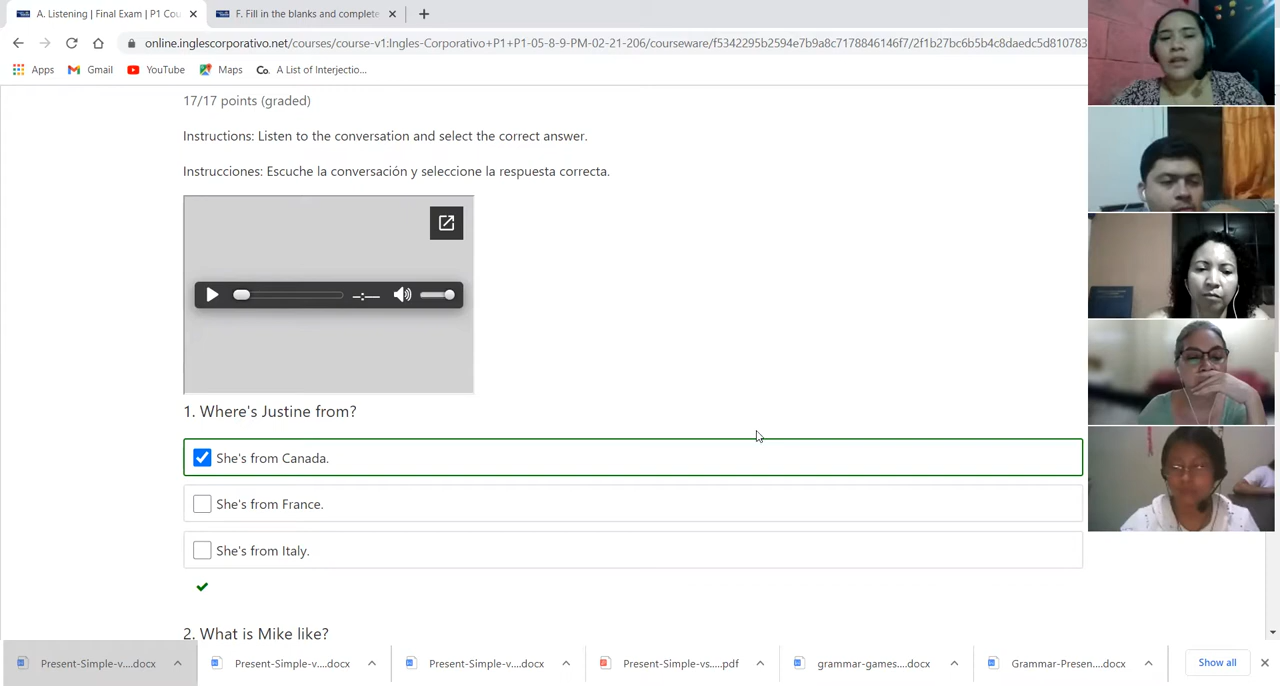 A. Listening | Final Exam | P1 Cou
F. Fill in the blanks and complete
online.inglescorporativo.net/courses/course-v1:Ingles-Corporativo+P1+P1-05-8-9-PM-02-21-206/courseware/f5342295b2594e7b9a8c7178846146f7/2f1b27bc6b5b4c8daedc5d810783
Apps Gmail YouTube Maps Co. A List of Interjectio...
17/17 points (graded)
Instructions: Listen to the conversation and select the correct answer.
Instrucciones: Escuche la conversación y seleccione la respuesta correcta.
-:--
1. Where's Justine from?
She's from Canada.
She's from France.
She's from Italy.
2. What is Mike like?
Present-Simple-v....docx Present-Simple-v....docx Present-Simple-v....docx Present-Simple-vs.....pdf grammar-games....docx Grammar-Presen....docx Show all